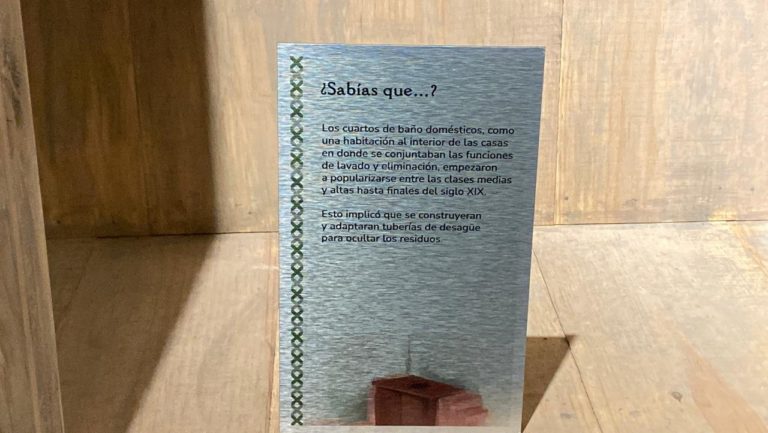 ¿Sabías que...?
Los cuartos de baño domésticos, como
una habitación al interior de las casas
en donde se conjuntaban las funciones
de lavado y eliminación, empezaron
a popularizarse entre las clases medias
y altas hasta finales del siglo XIX.
Esto implicó que se construyeran
y adaptaran tuberías de desagüe
para ocultar los residuos